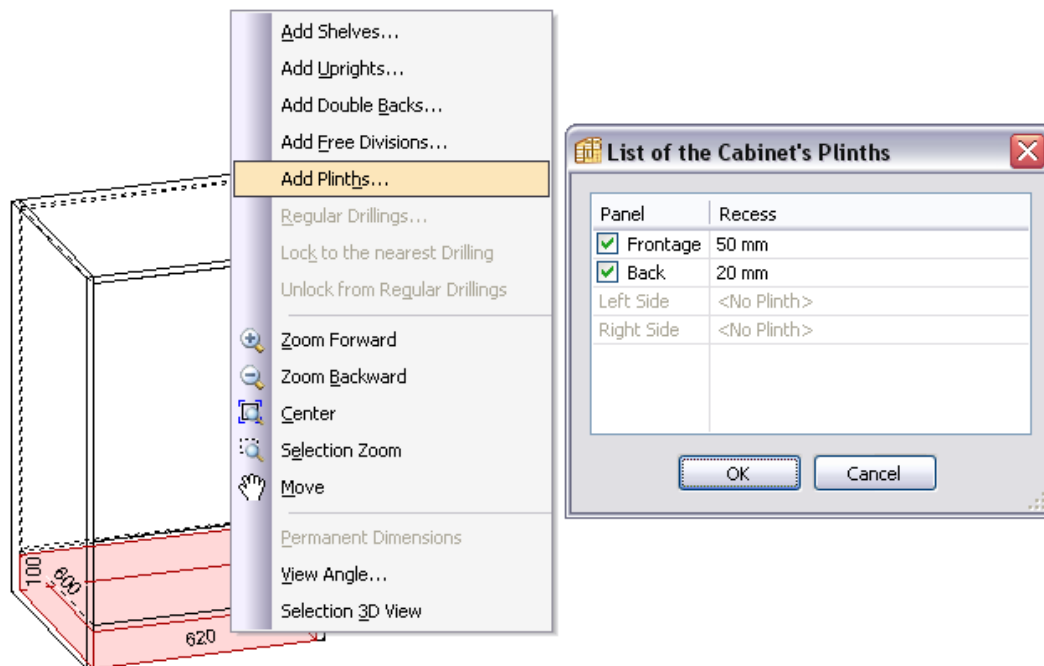 Add Shelves...
Add Uprights...
Add Double Backs...
Add Free Divisions...
Add Plinths...
Regular Drillings...
Lock to the nearest Drilling
Unlock from Regular Drillings
Zoom Forward
Zoom Backward
Center
Selection Zoom
Move
Permanent Dimensions
View Angle...
Selection 3D View
100
600
620
List of the Cabinet's Plinths
Panel Recess
Frontage 50 mm
Back 20 mm
Left Side <No Plinth>
Right Side <No Plinth>
OK Cancel